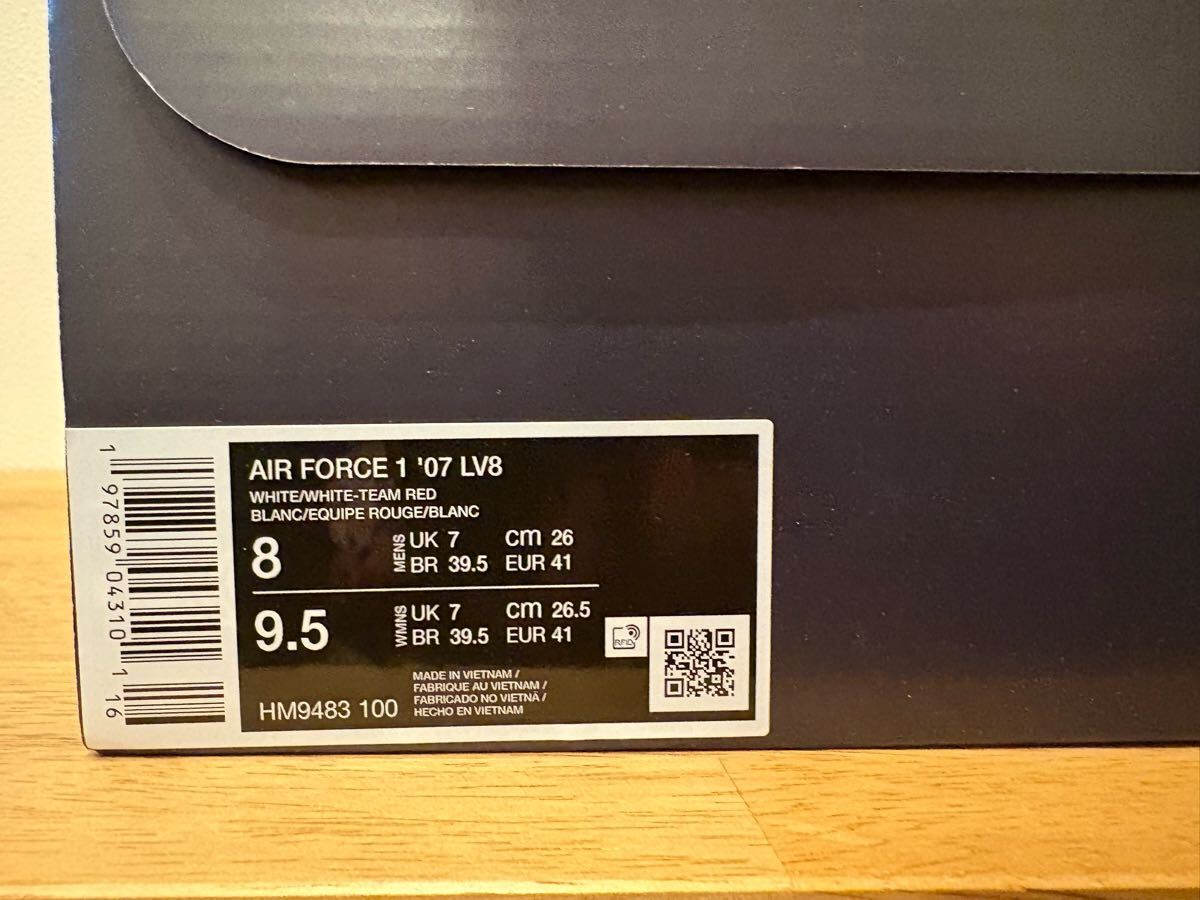 AIR FORCE 1 '07 LV8
WHITE/WHITE-TEAM RED
BLANC/EQUIPE ROUGE/BLANC
8 MENS UK 7 cm 26
BR 39.5 EUR 41
9.5 WMNS UK 7 cm 26.5
BR 39.5 EUR 41
RFID
MADE IN VIETNAM /
FABRIQUE AU VIETNAM /
FABRICADO NO VIETNÃ /
HECHO EN VIETNAM
HM9483 100
1 97859 04310 1 16